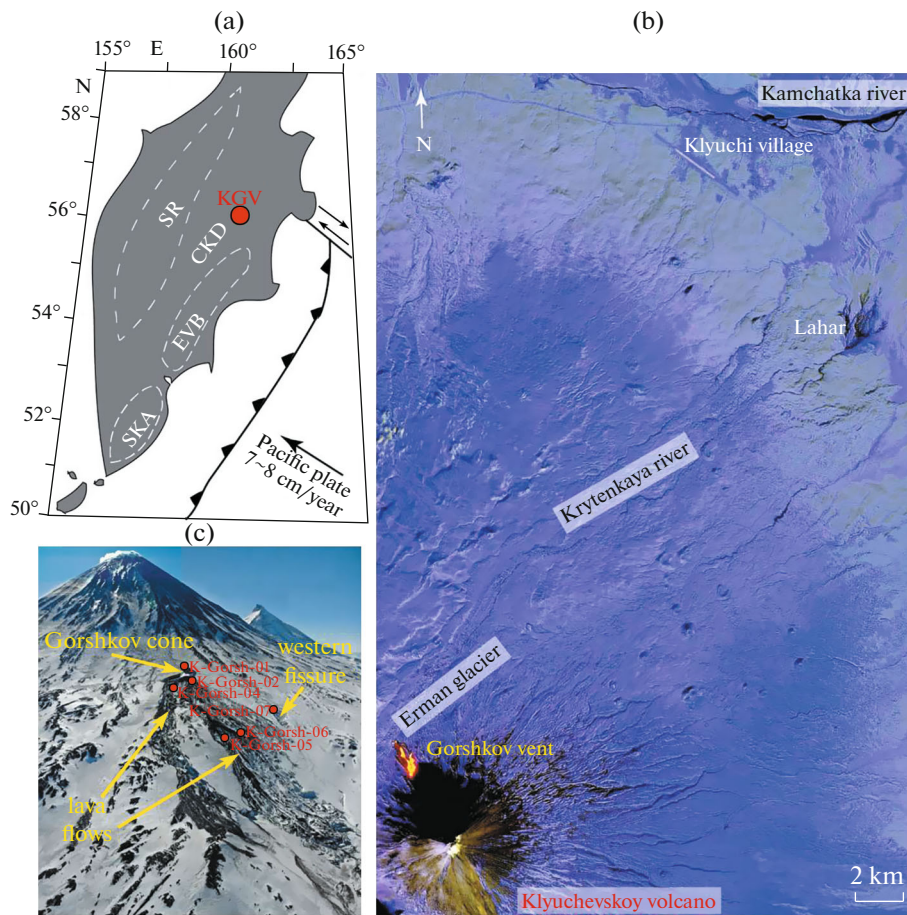 (a)
155°
E
160°
165°
N
58°
56°
54°
52°
50°
KGV
SR
CKD
EVB
SKA
Pacific plate
7~8 cm/year
(b)
N
Kamchatka river
Klyuchi village
Lahar
Krytenkaya river
Erman glacier
Gorshkov vent
Klyuchevskoy volcano
2 km
(c)
Gorshkov cone
western
fissure
K-Gorsh-01
K-Gorsh-02
K-Gorsh-04
K-Gorsh-07
K-Gorsh-06
K-Gorsh-05
lava
flows